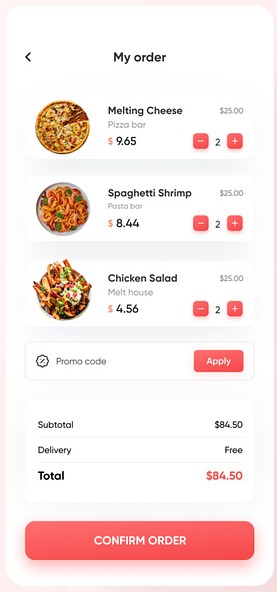 My order
Melting Cheese $25.00
Pizza bar
$ 9.65 − 2 +
Spaghetti Shrimp $25.00
Pasta bar
$ 8.44 − 2 +
Chicken Salad $25.00
Melt house
$ 4.56 − 2 +
Promo code Apply
Subtotal $84.50
Delivery Free
Total $84.50
CONFIRM ORDER